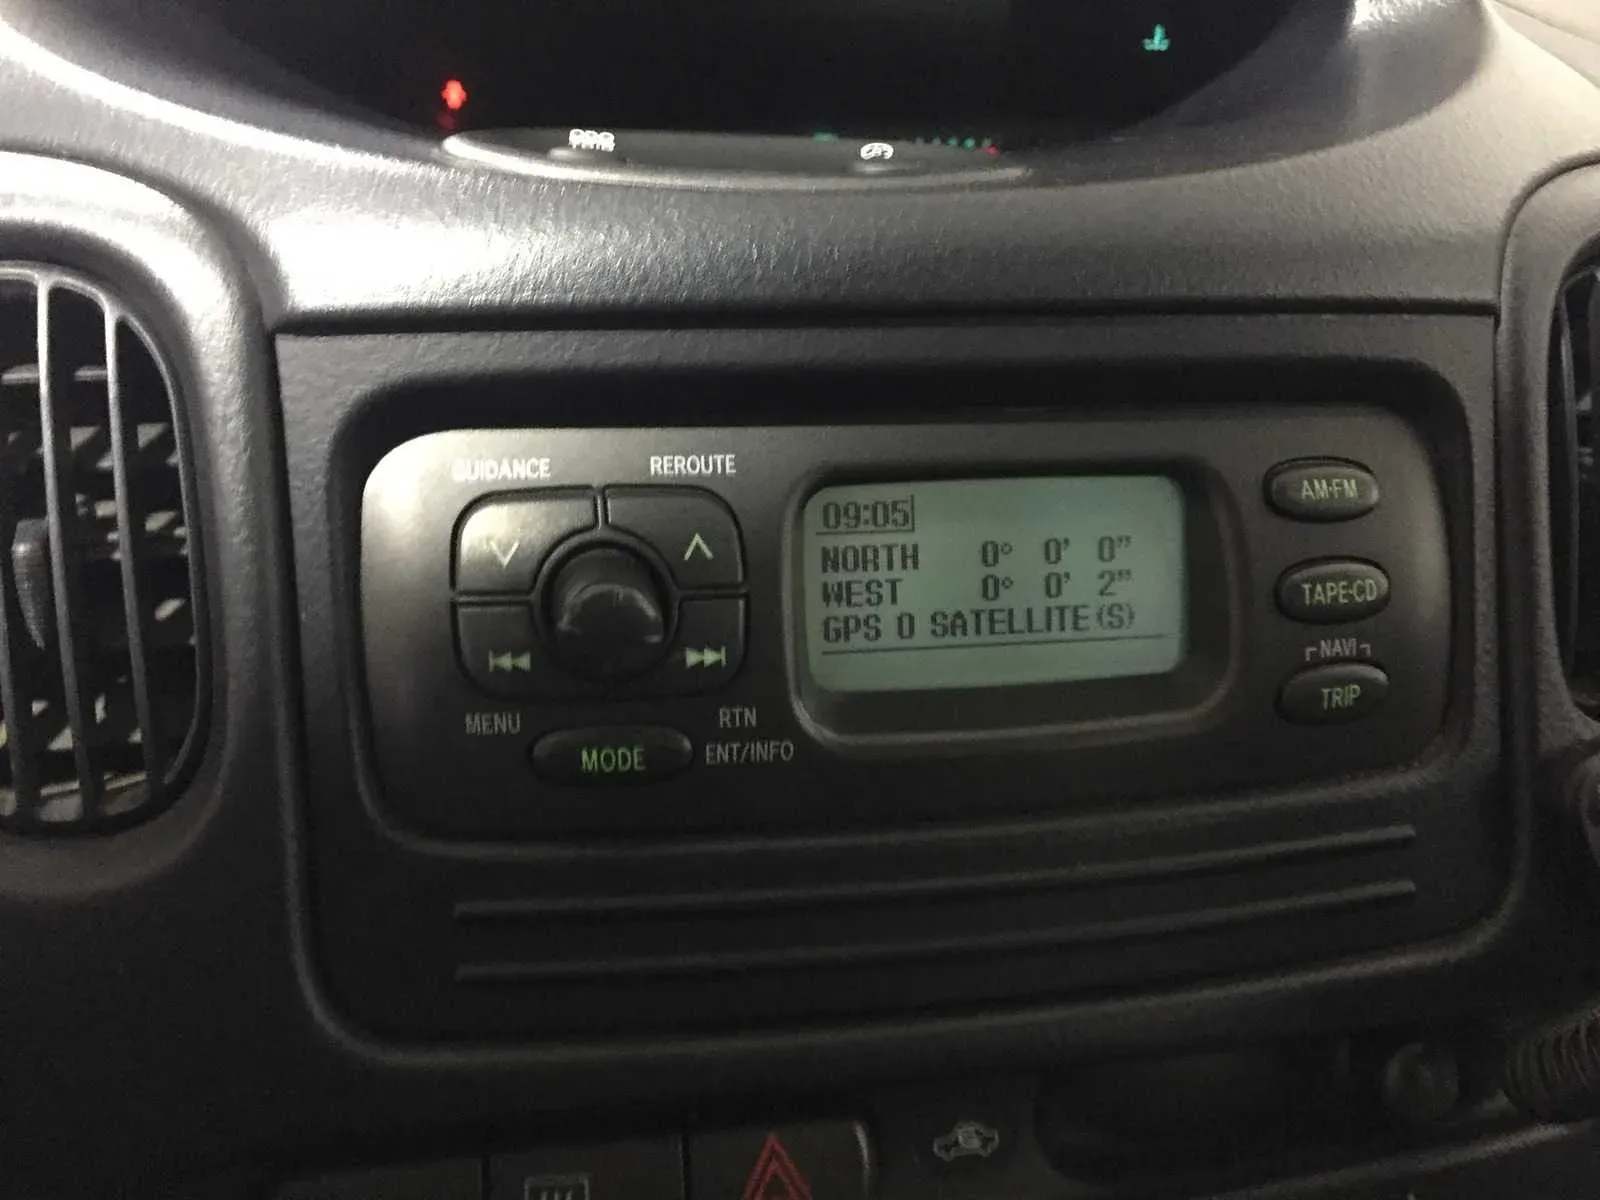 GUIDANCE
REROUTE
MENU
MODE
RTN
ENT/INFO
09:05
NORTH 0° 0' 0"
WEST 0° 0' 2"
GPS 0 SATELLITE(S)
AM·FM
TAPE·CD
NAVI
TRIP